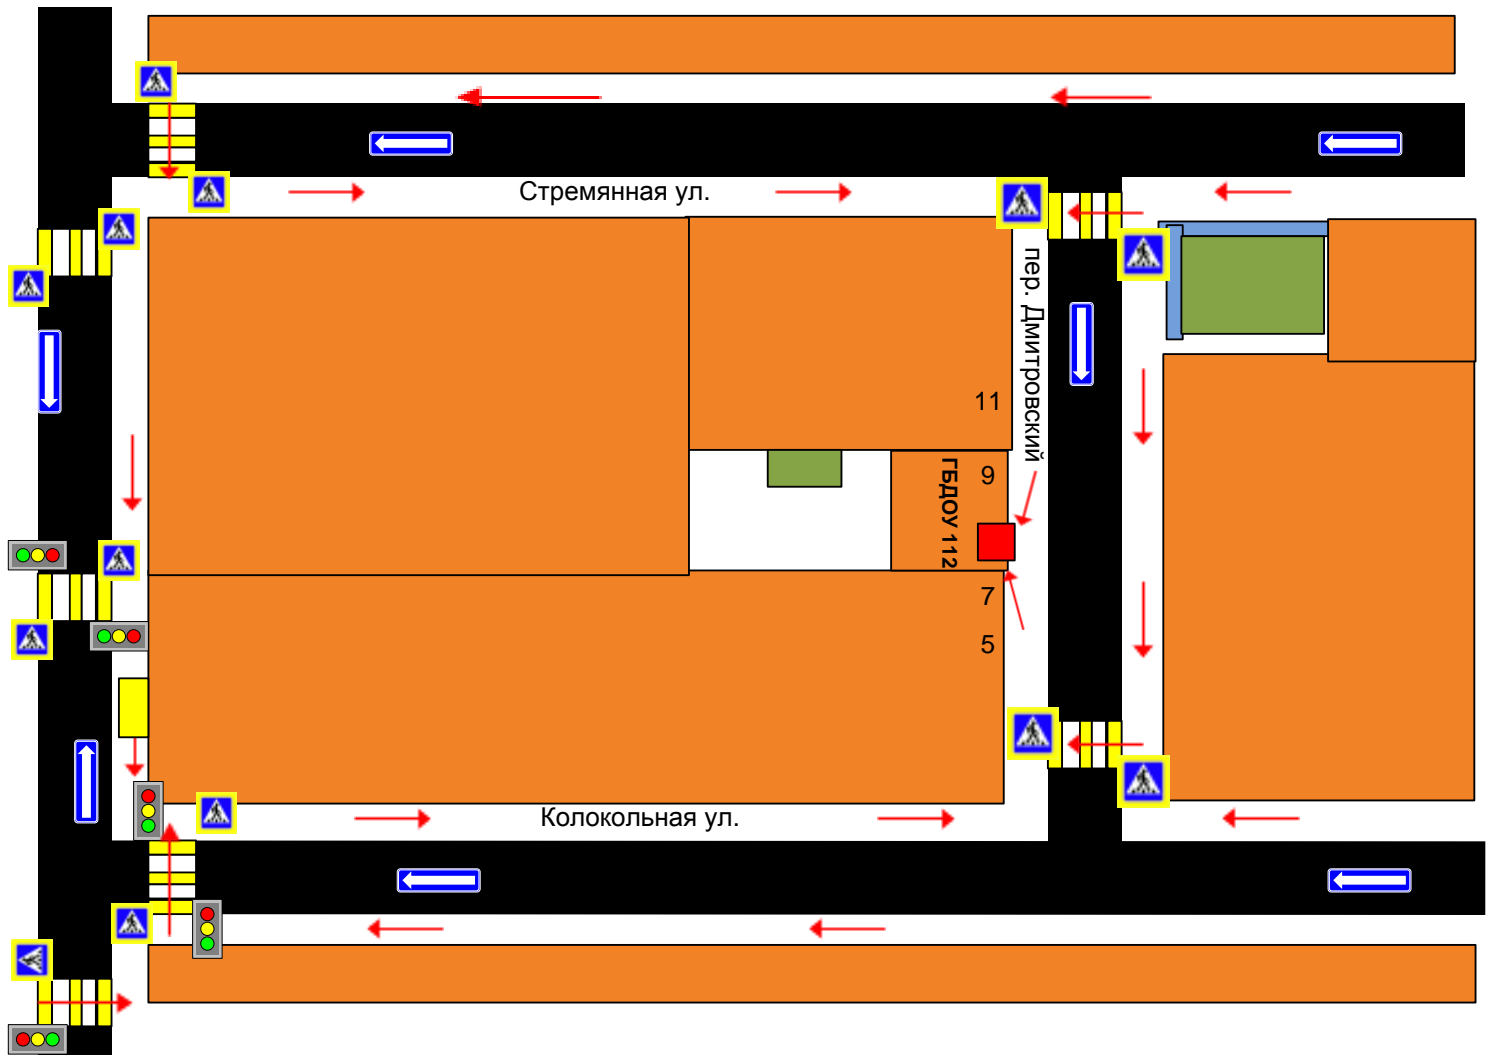 Стремянная ул.
пер. Дмитровский
11
9
ГБДОУ 112
7
5
Колокольная ул.